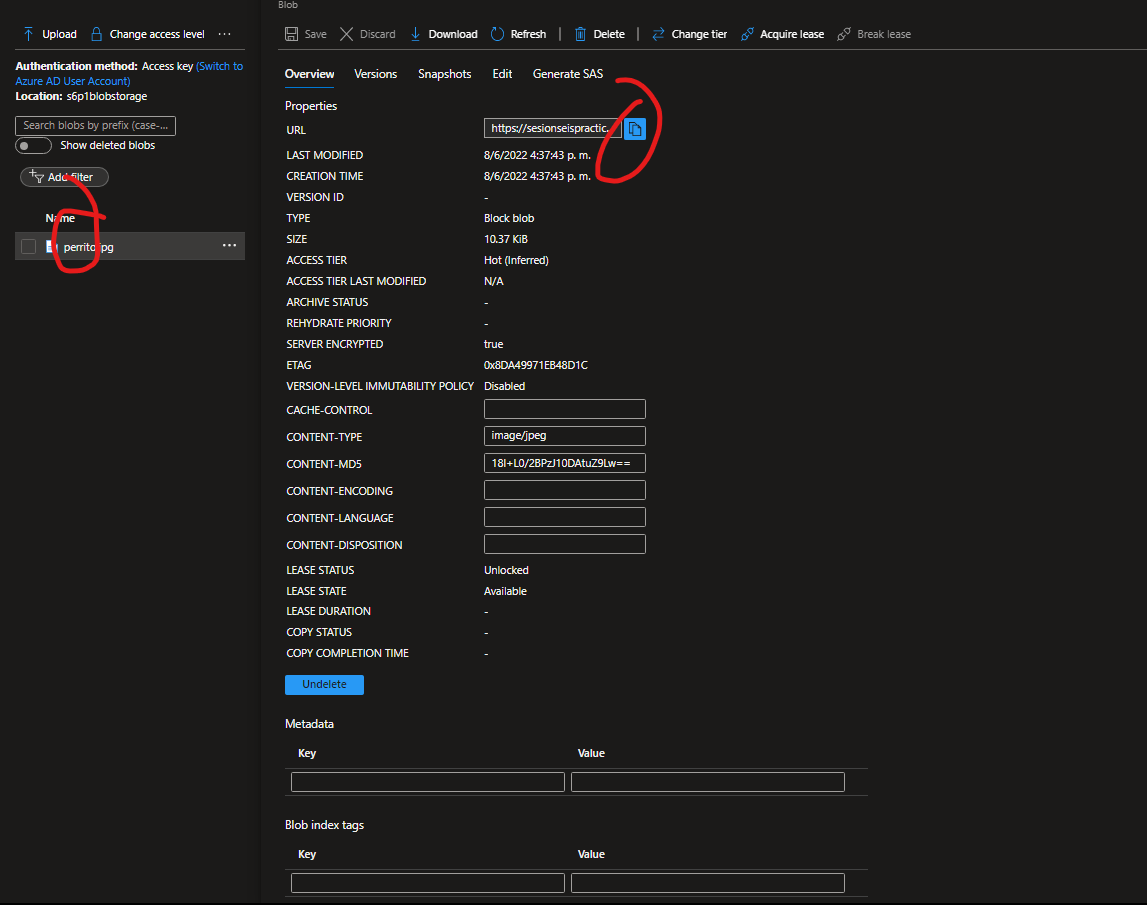 Blob
Upload Change access level ...
Save Discard Download Refresh Delete Change tier Acquire lease Break lease
Authentication method: Access key (Switch to
Azure AD User Account)
Location: s6p1blobstorage
Search blobs by prefix (case-...
Show deleted blobs
Add filter
Name
perrito.jpg ...
Overview Versions Snapshots Edit Generate SAS
Properties
URL https://sesionseispractic...
LAST MODIFIED 8/6/2022 4:37:43 p. m.
CREATION TIME 8/6/2022 4:37:43 p. m.
VERSION ID -
TYPE Block blob
SIZE 10.37 KiB
ACCESS TIER Hot (Inferred)
ACCESS TIER LAST MODIFIED N/A
ARCHIVE STATUS -
REHYDRATE PRIORITY -
SERVER ENCRYPTED true
ETAG 0x8DA49971EB48D1C
VERSION-LEVEL IMMUTABILITY POLICY Disabled
CACHE-CONTROL
CONTENT-TYPE image/jpeg
CONTENT-MD5 18I+L0/2BPzJ10DAtuZ9Lw==
CONTENT-ENCODING
CONTENT-LANGUAGE
CONTENT-DISPOSITION
LEASE STATUS Unlocked
LEASE STATE Available
LEASE DURATION -
COPY STATUS -
COPY COMPLETION TIME -
Undelete
Metadata
Key Value
Blob index tags
Key Value